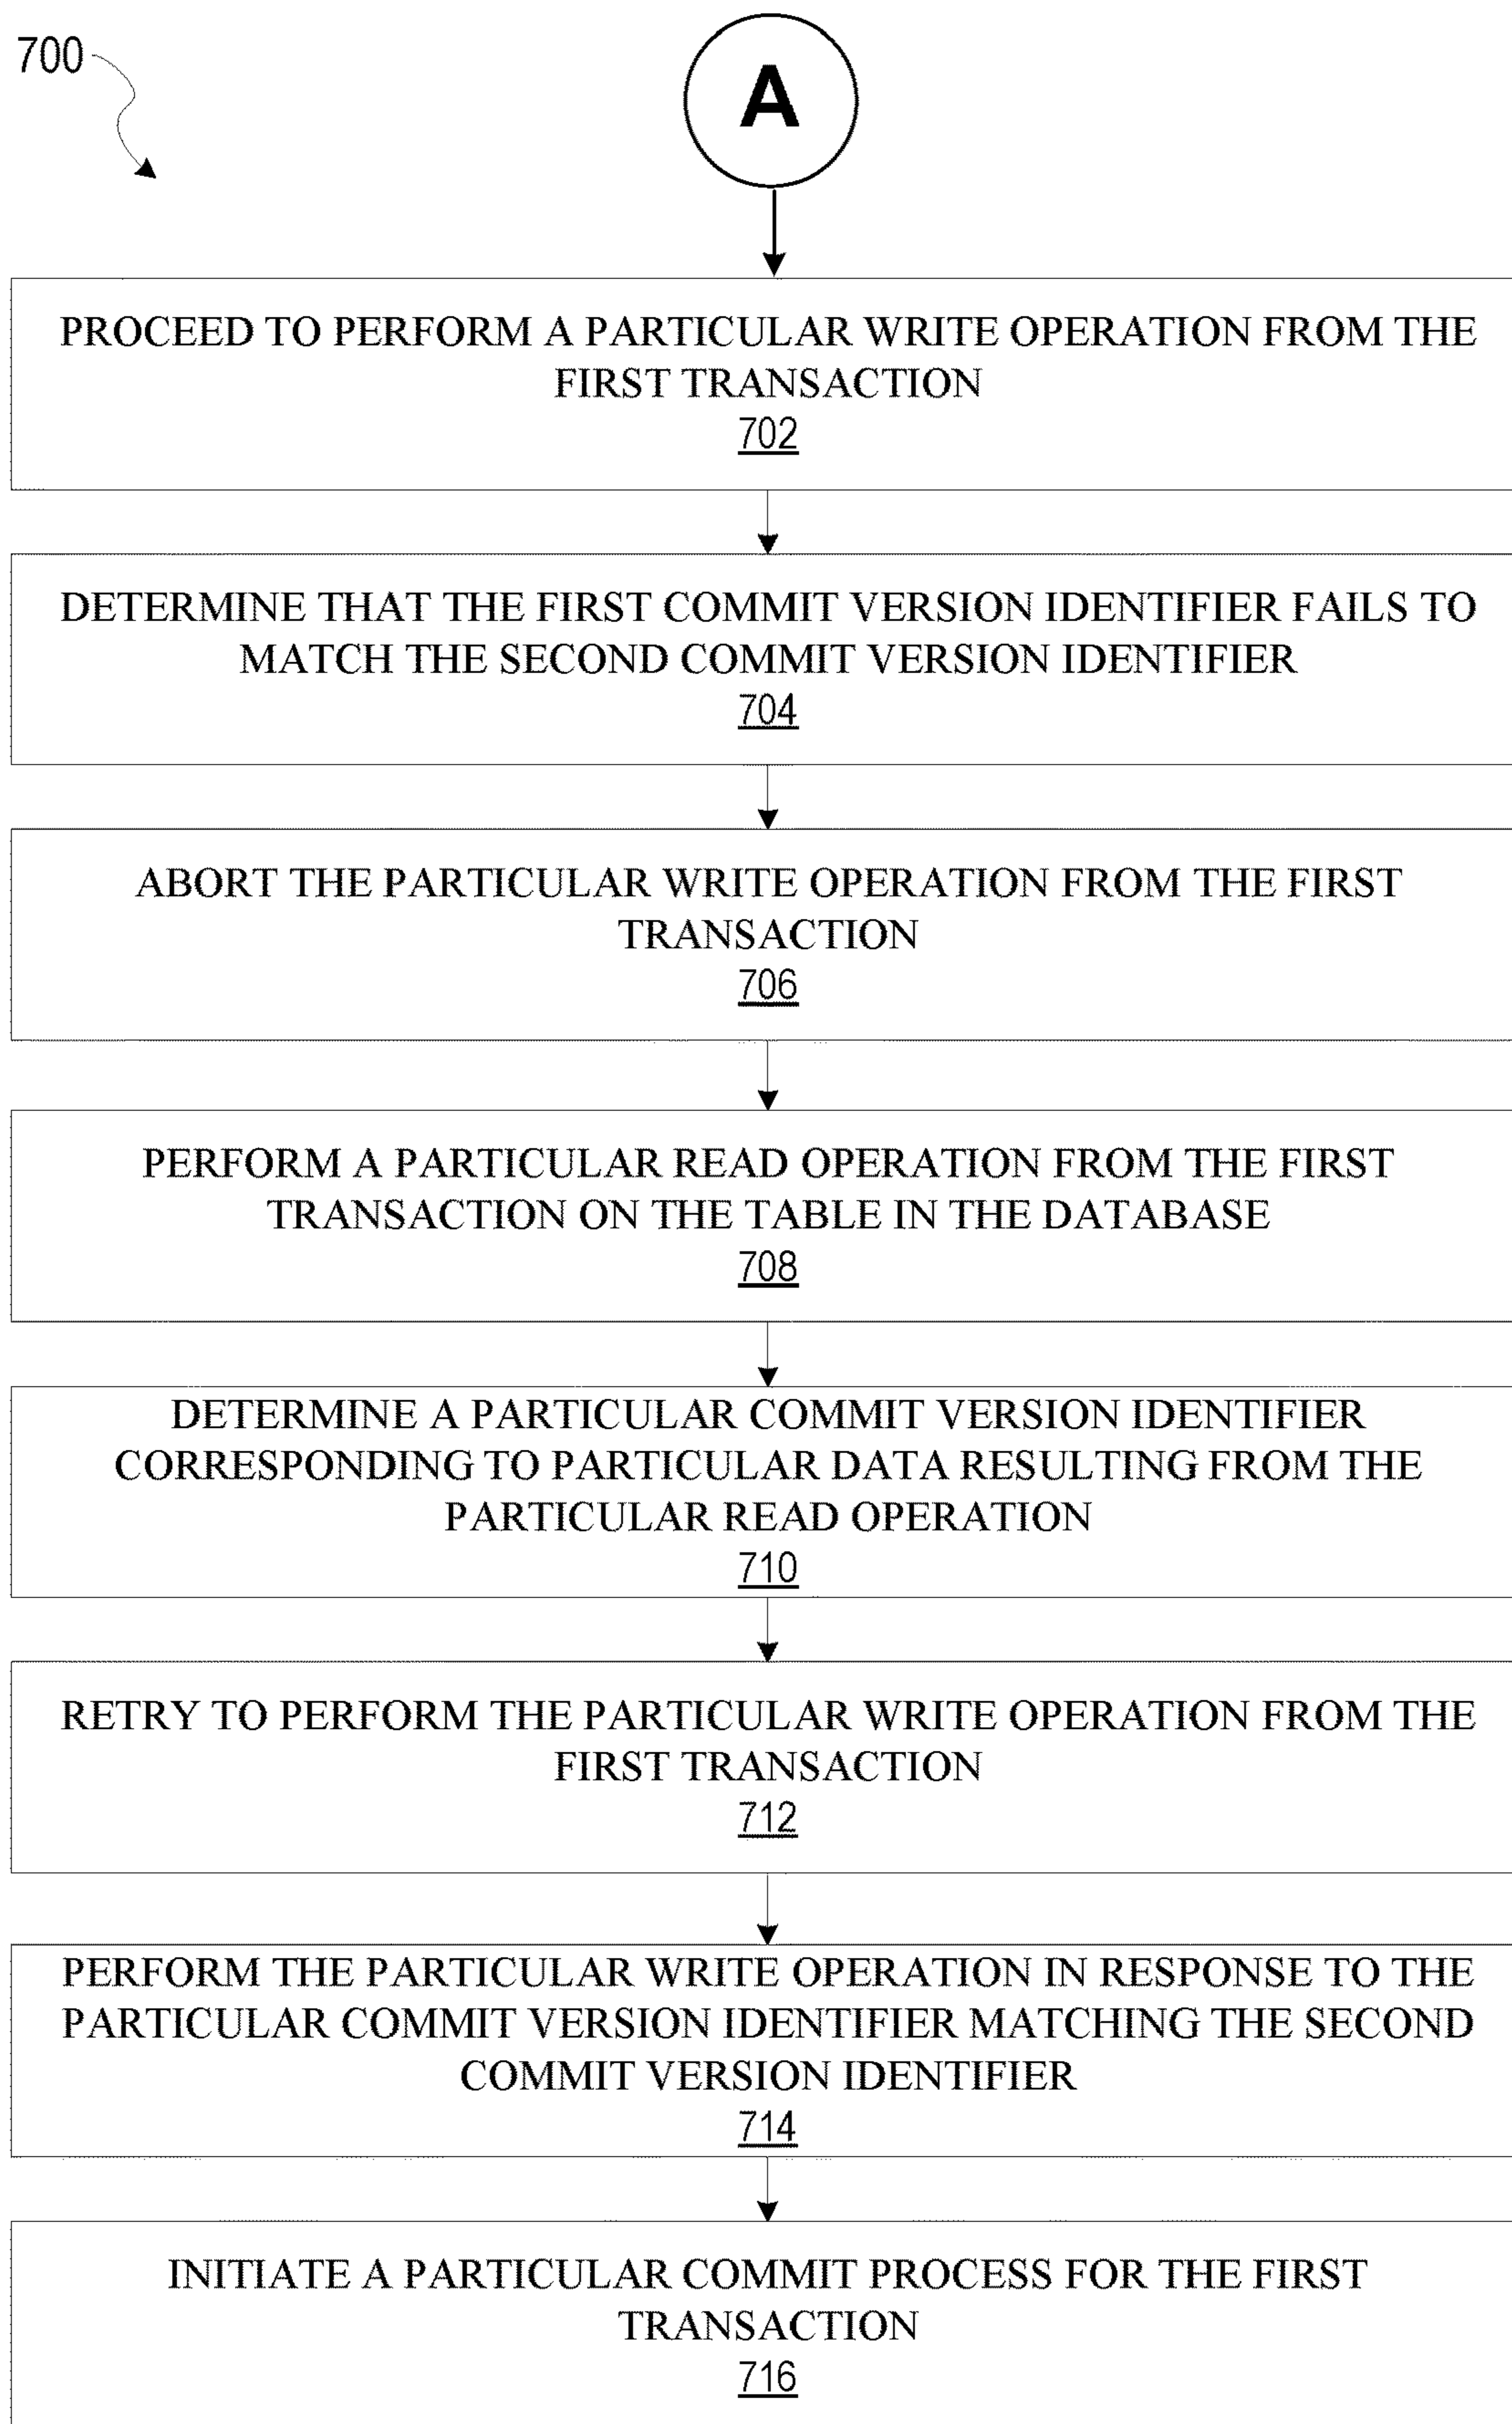 700
A
PROCEED TO PERFORM A PARTICULAR WRITE OPERATION FROM THE
FIRST TRANSACTION
702
DETERMINE THAT THE FIRST COMMIT VERSION IDENTIFIER FAILS TO
MATCH THE SECOND COMMIT VERSION IDENTIFIER
704
ABORT THE PARTICULAR WRITE OPERATION FROM THE FIRST
TRANSACTION
706
PERFORM A PARTICULAR READ OPERATION FROM THE FIRST
TRANSACTION ON THE TABLE IN THE DATABASE
708
DETERMINE A PARTICULAR COMMIT VERSION IDENTIFIER
CORRESPONDING TO PARTICULAR DATA RESULTING FROM THE
PARTICULAR READ OPERATION
710
RETRY TO PERFORM THE PARTICULAR WRITE OPERATION FROM THE
FIRST TRANSACTION
712
PERFORM THE PARTICULAR WRITE OPERATION IN RESPONSE TO THE
PARTICULAR COMMIT VERSION IDENTIFIER MATCHING THE SECOND
COMMIT VERSION IDENTIFIER
714
INITIATE A PARTICULAR COMMIT PROCESS FOR THE FIRST
TRANSACTION
716